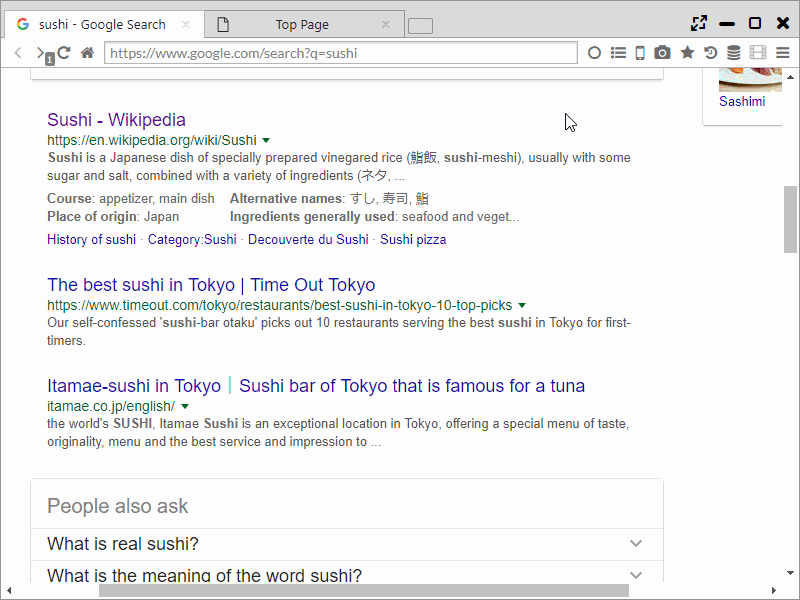 sushi - Google Search
Top Page
1
https://www.google.com/search?q=sushi
Sashimi
Sushi - Wikipedia
https://en.wikipedia.org/wiki/Sushi
Sushi is a Japanese dish of specially prepared vinegared rice (鮨飯, sushi-meshi), usually with some
sugar and salt, combined with a variety of ingredients (ネタ, ...
Course: appetizer, main dish Alternative names: すし, 寿司, 鮨
Place of origin: Japan Ingredients generally used: seafood and veget...
History of sushi · Category:Sushi · Decouverte du Sushi · Sushi pizza
The best sushi in Tokyo | Time Out Tokyo
https://www.timeout.com/tokyo/restaurants/best-sushi-in-tokyo-10-top-picks
Our self-confessed 'sushi-bar otaku' picks out 10 restaurants serving the best sushi in Tokyo for first-
timers.
Itamae-sushi in Tokyo｜Sushi bar of Tokyo that is famous for a tuna
itamae.co.jp/english/
the world's SUSHI, Itamae Sushi is an exceptional location in Tokyo, offering a special menu of taste,
originality, menu and the best service and impression to ...
People also ask
What is real sushi?
What is the meaning of the word sushi?